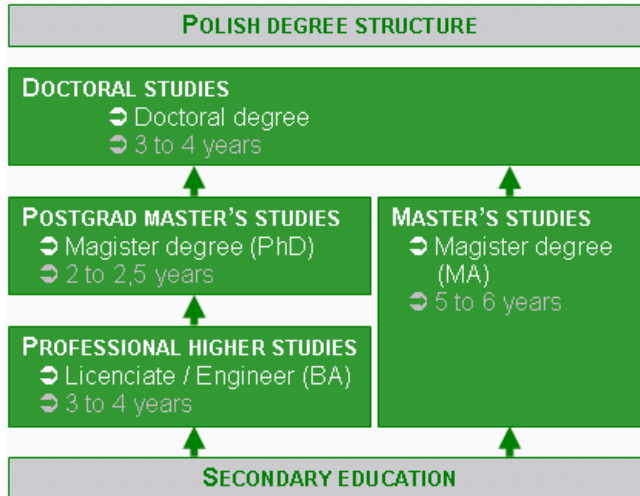 POLISH DEGREE STRUCTURE
DOCTORAL STUDIES
➲ Doctoral degree
➲ 3 to 4 years
POSTGRAD MASTER'S STUDIES
➲ Magister degree (PhD)
➲ 2 to 2,5 years
PROFESSIONAL HIGHER STUDIES
➲ Licenciate / Engineer (BA)
➲ 3 to 4 years
MASTER'S STUDIES
➲ Magister degree
(MA)
➲ 5 to 6 years
SECONDARY EDUCATION